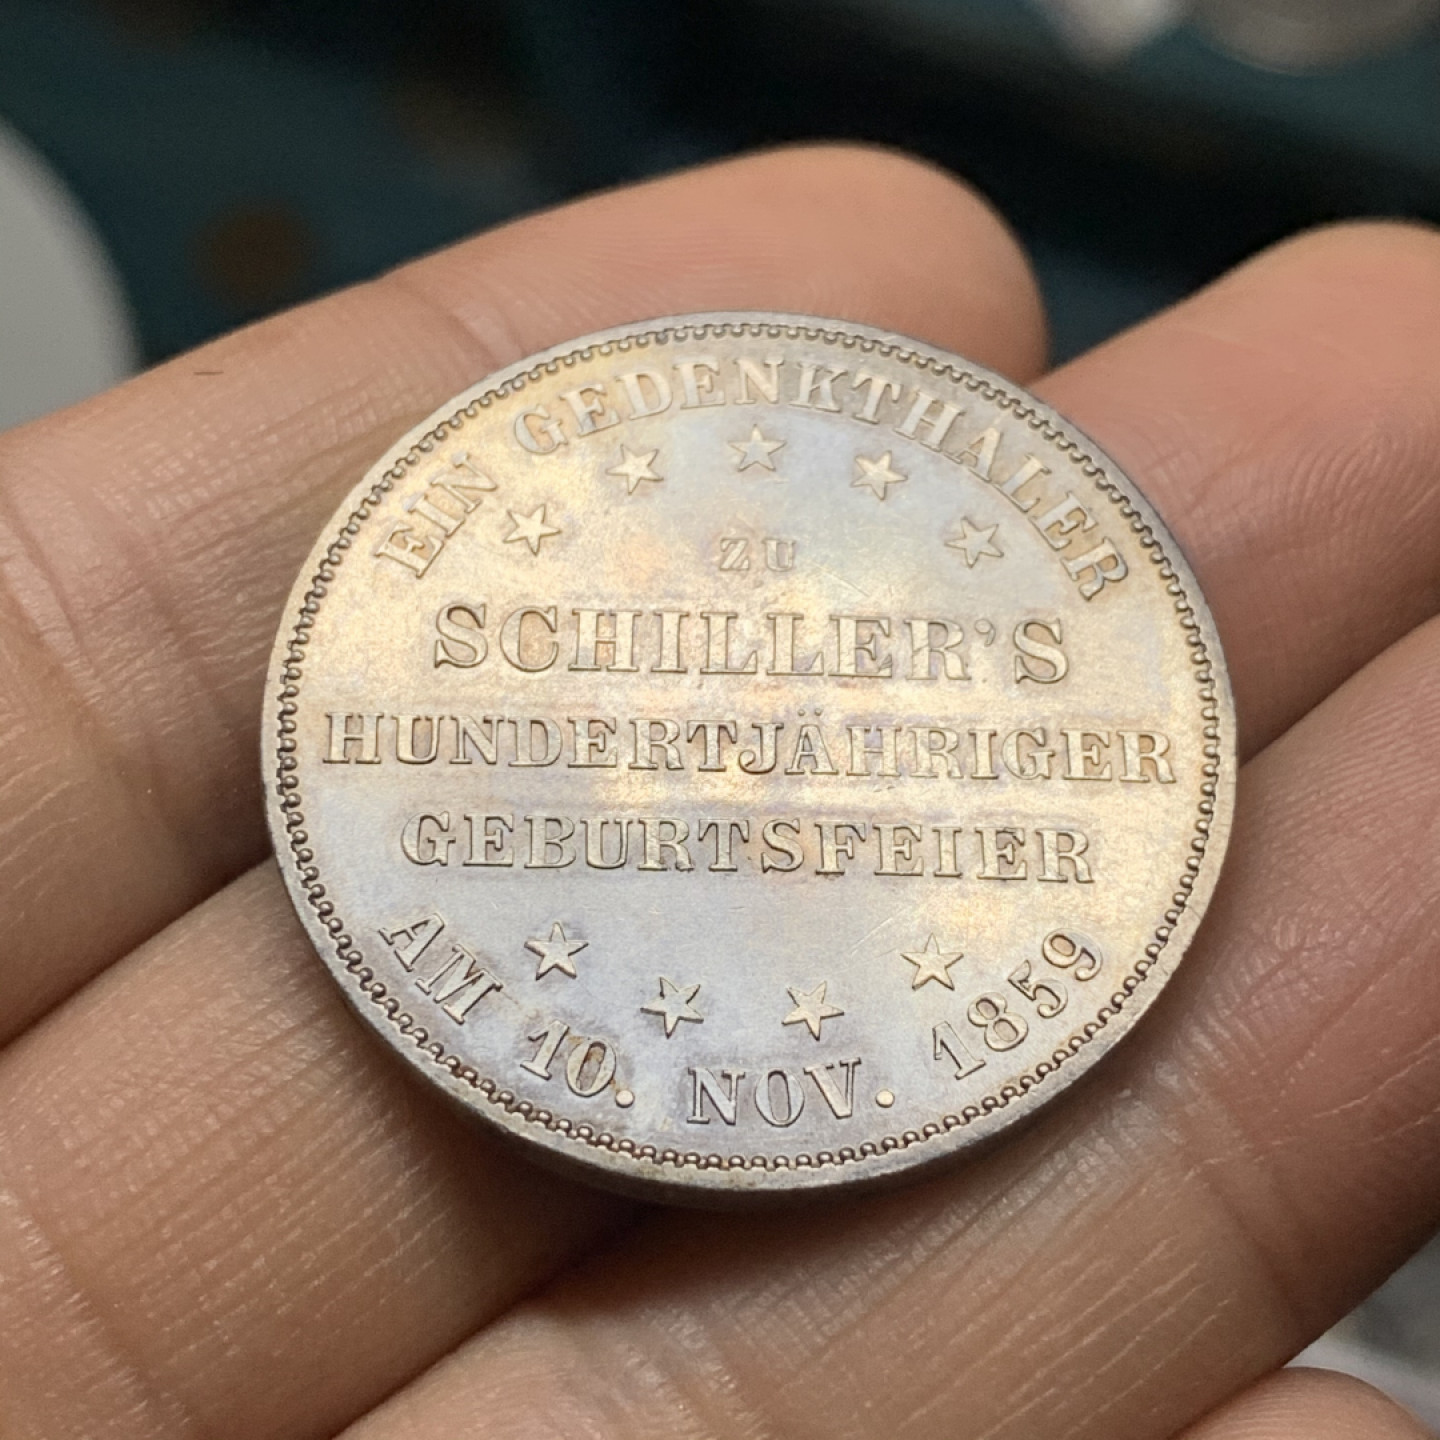 EIN GEDENKTHALER
ZU
SCHILLER'S
HUNDERTJÄHRIGER
GEBURTSFEIER
AM 10. NOV. 1859